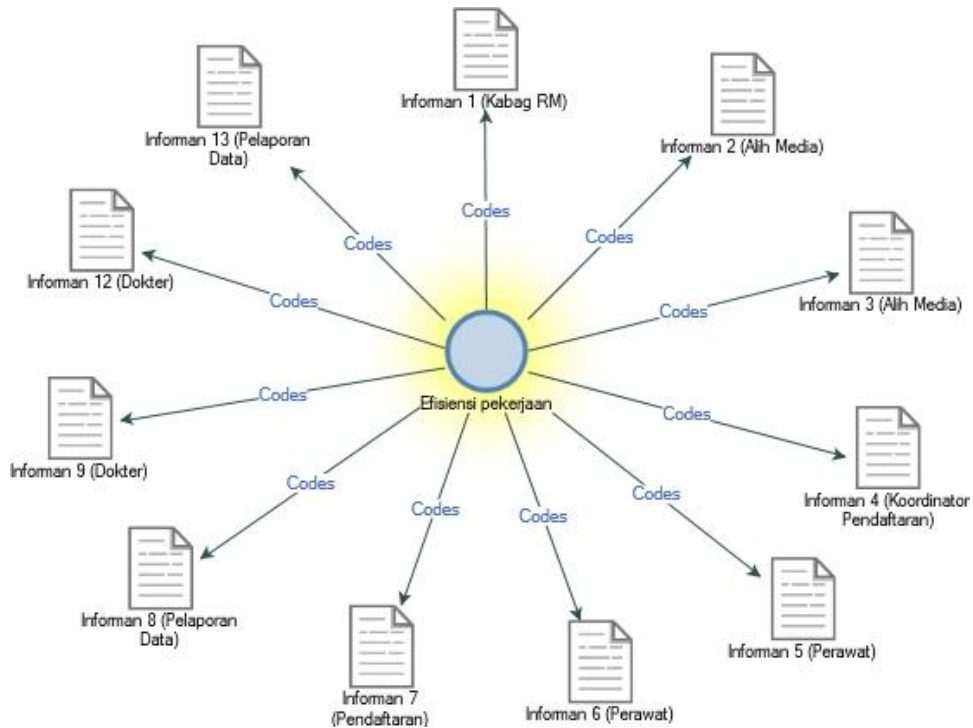 Informan 1 (Kabag RM)
Informan 2 (Alih Media)
Informan 13 (Pelaporan
Data)
Codes
Codes
Codes
Informan 12 (Dokter)
Codes
Informan 3 (Alih Media)
Codes
Efisiensi pekerjaan
Codes
Codes
Informan 9 (Dokter)
Informan 4 (Koordinator
Pendaftaran)
Codes
Codes
Codes
Codes
Informan 8 (Pelaporan
Data)
Informan 5 (Perawat)
Informan 7
(Pendaftaran)
Informan 6 (Perawat)